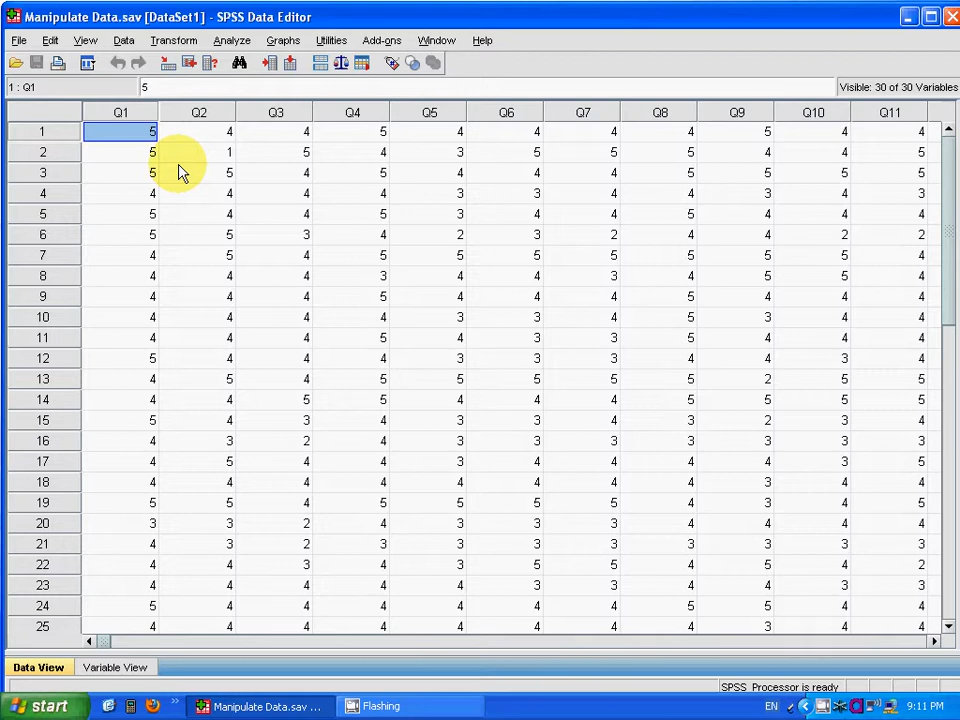 Manipulate Data.sav [DataSet1] - SPSS Data Editor
File Edit View Data Transform Analyze Graphs Utilities Add-ons Window Help
1 : Q1 5 Visible: 30 of 30 Variables
Q1 Q2 Q3 Q4 Q5 Q6 Q7 Q8 Q9 Q10 Q11
1 5 4 4 5 4 4 4 4 5 4 4
2 5 1 5 4 3 5 5 5 4 4 5
3 5 5 4 5 4 4 4 5 5 5 5
4 4 4 4 4 3 3 4 4 3 4 3
5 5 4 4 5 3 4 4 5 4 4 4
6 5 5 3 4 2 3 2 4 4 2 2
7 4 5 4 5 5 5 5 5 5 5 4
8 4 4 4 3 4 4 3 4 5 5 4
9 4 4 4 5 4 4 4 5 4 4 4
10 4 4 4 4 3 3 4 5 3 4 4
11 4 4 4 5 4 3 3 5 4 4 4
12 5 4 4 4 3 3 3 4 4 3 4
13 4 5 4 5 5 5 5 5 2 5 5
14 4 4 5 5 4 4 4 5 5 5 5
15 5 4 3 4 3 3 4 3 2 3 4
16 4 3 2 4 3 3 3 3 3 3 3
17 4 5 4 4 3 4 4 4 4 3 5
18 4 4 4 4 4 4 4 4 3 4 4
19 5 5 4 5 5 5 5 4 3 4 5
20 3 3 2 4 3 3 3 4 4 4 4
21 4 3 2 3 3 3 3 3 3 3 3
22 4 4 3 4 3 5 5 4 5 4 2
23 4 4 4 4 4 3 3 4 4 3 3
24 5 4 4 4 4 4 4 5 5 4 4
25 4 4 4 4 4 4 4 4 3 4 4
Data View Variable View
SPSS Processor is ready
start Manipulate Data.sav ... Flashing EN 9:11 PM